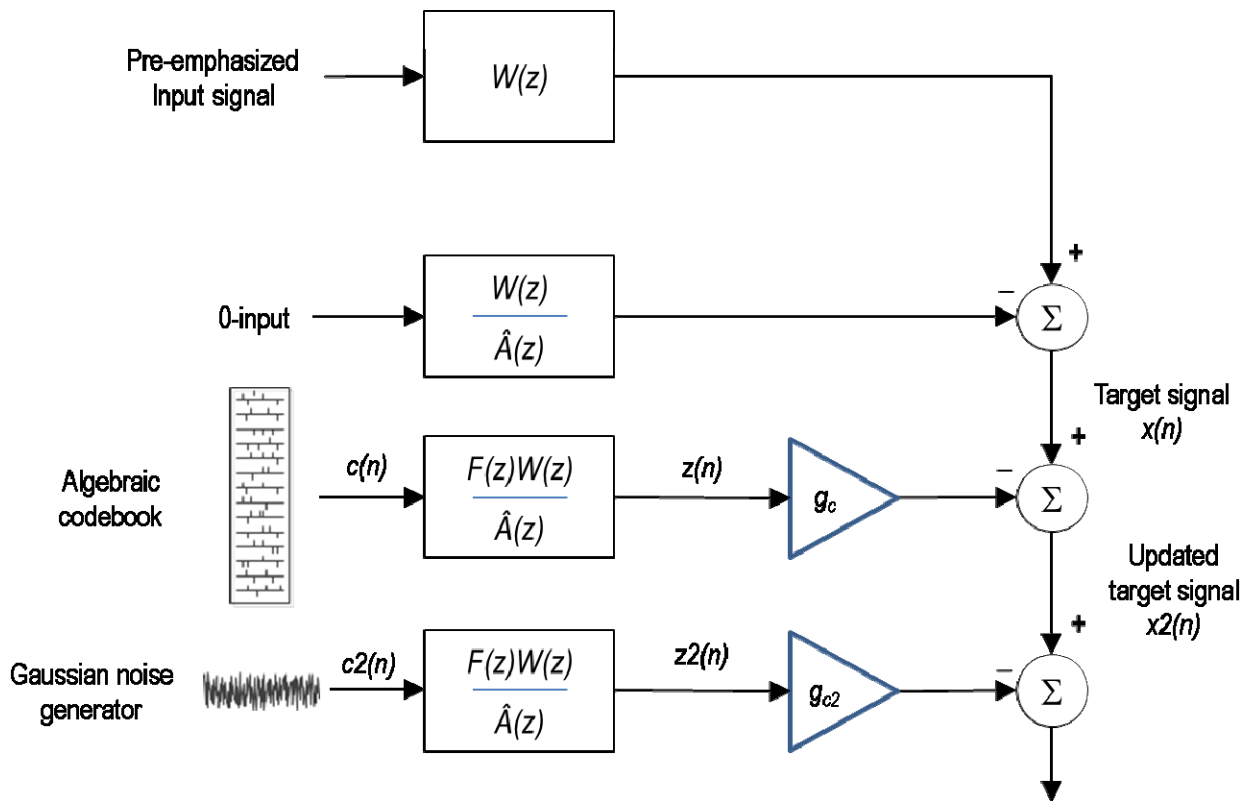 Pre-emphasized
Input signal
W(z)
+
0-input
W(z)
Â(z)
−
Σ
Target signal
x(n)
+
Algebraic
codebook
c(n)
F(z)W(z)
Â(z)
z(n)
gc
−
Σ
Updated
target signal
x2(n)
+
Gaussian noise
generator
c2(n)
F(z)W(z)
Â(z)
z2(n)
gc2
−
Σ